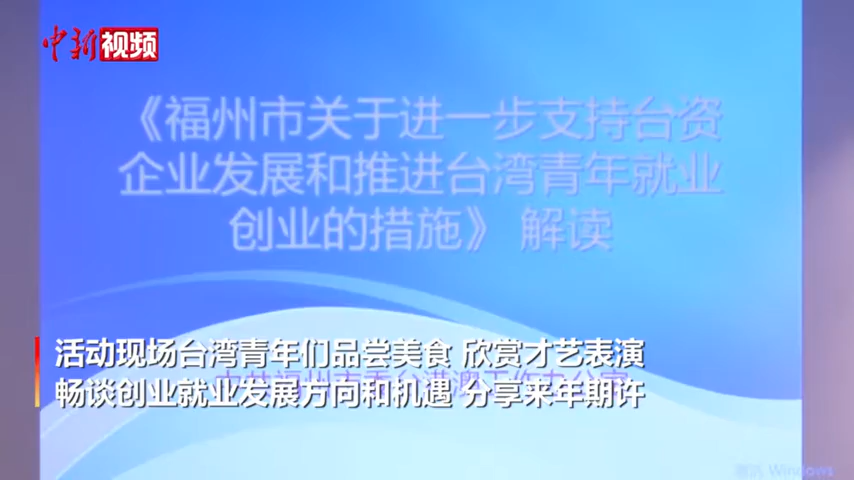 中新视频
《福州市关于进一步支持台资
企业发展和推进台湾青年就业
创业的措施》 解读
活动现场台湾青年们品尝美食 欣赏才艺表演
畅谈创业就业发展方向和机遇 分享来年期许
激活 Windows